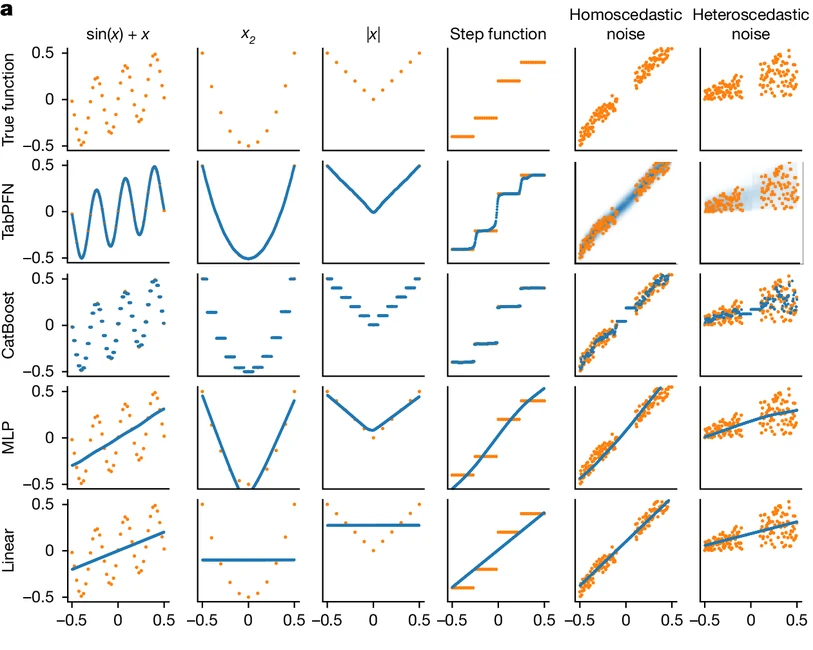 a
sin(x) + x
x₂
|x|
Step function
Homoscedastic
noise
Heteroscedastic
noise
True function
0.5
0
−0.5
TabPFN
0.5
0
−0.5
CatBoost
0.5
0
−0.5
MLP
0.5
0
−0.5
Linear
0.5
0
−0.5
−0.5 0 0.5
−0.5 0 0.5
−0.5 0 0.5
−0.5 0 0.5
−0.5 0 0.5
−0.5 0 0.5